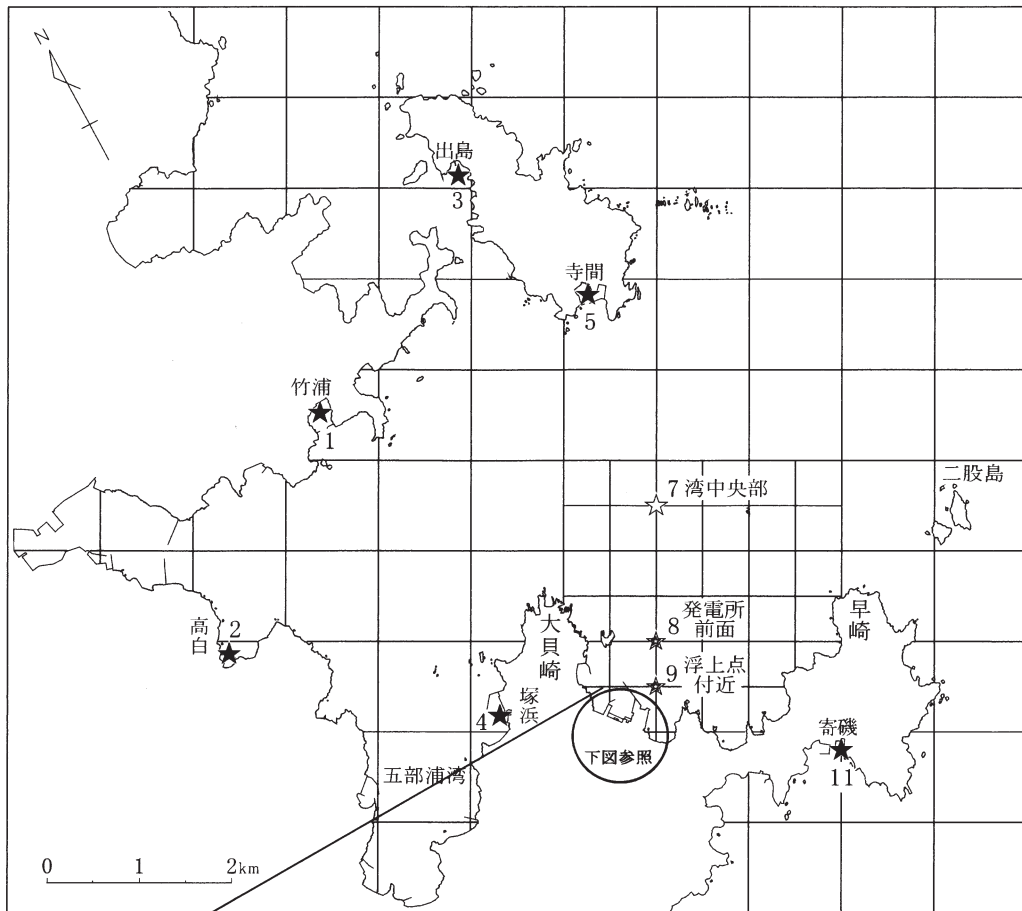 N
出島
3
寺間
5
竹浦
1
二股島
7 湾中央部
高白
2
大貝崎
発電所
8 前面
早崎
9 浮上点
付近
塚浜
4
寄磯
11
下図参照
五部浦湾
0 1 2km